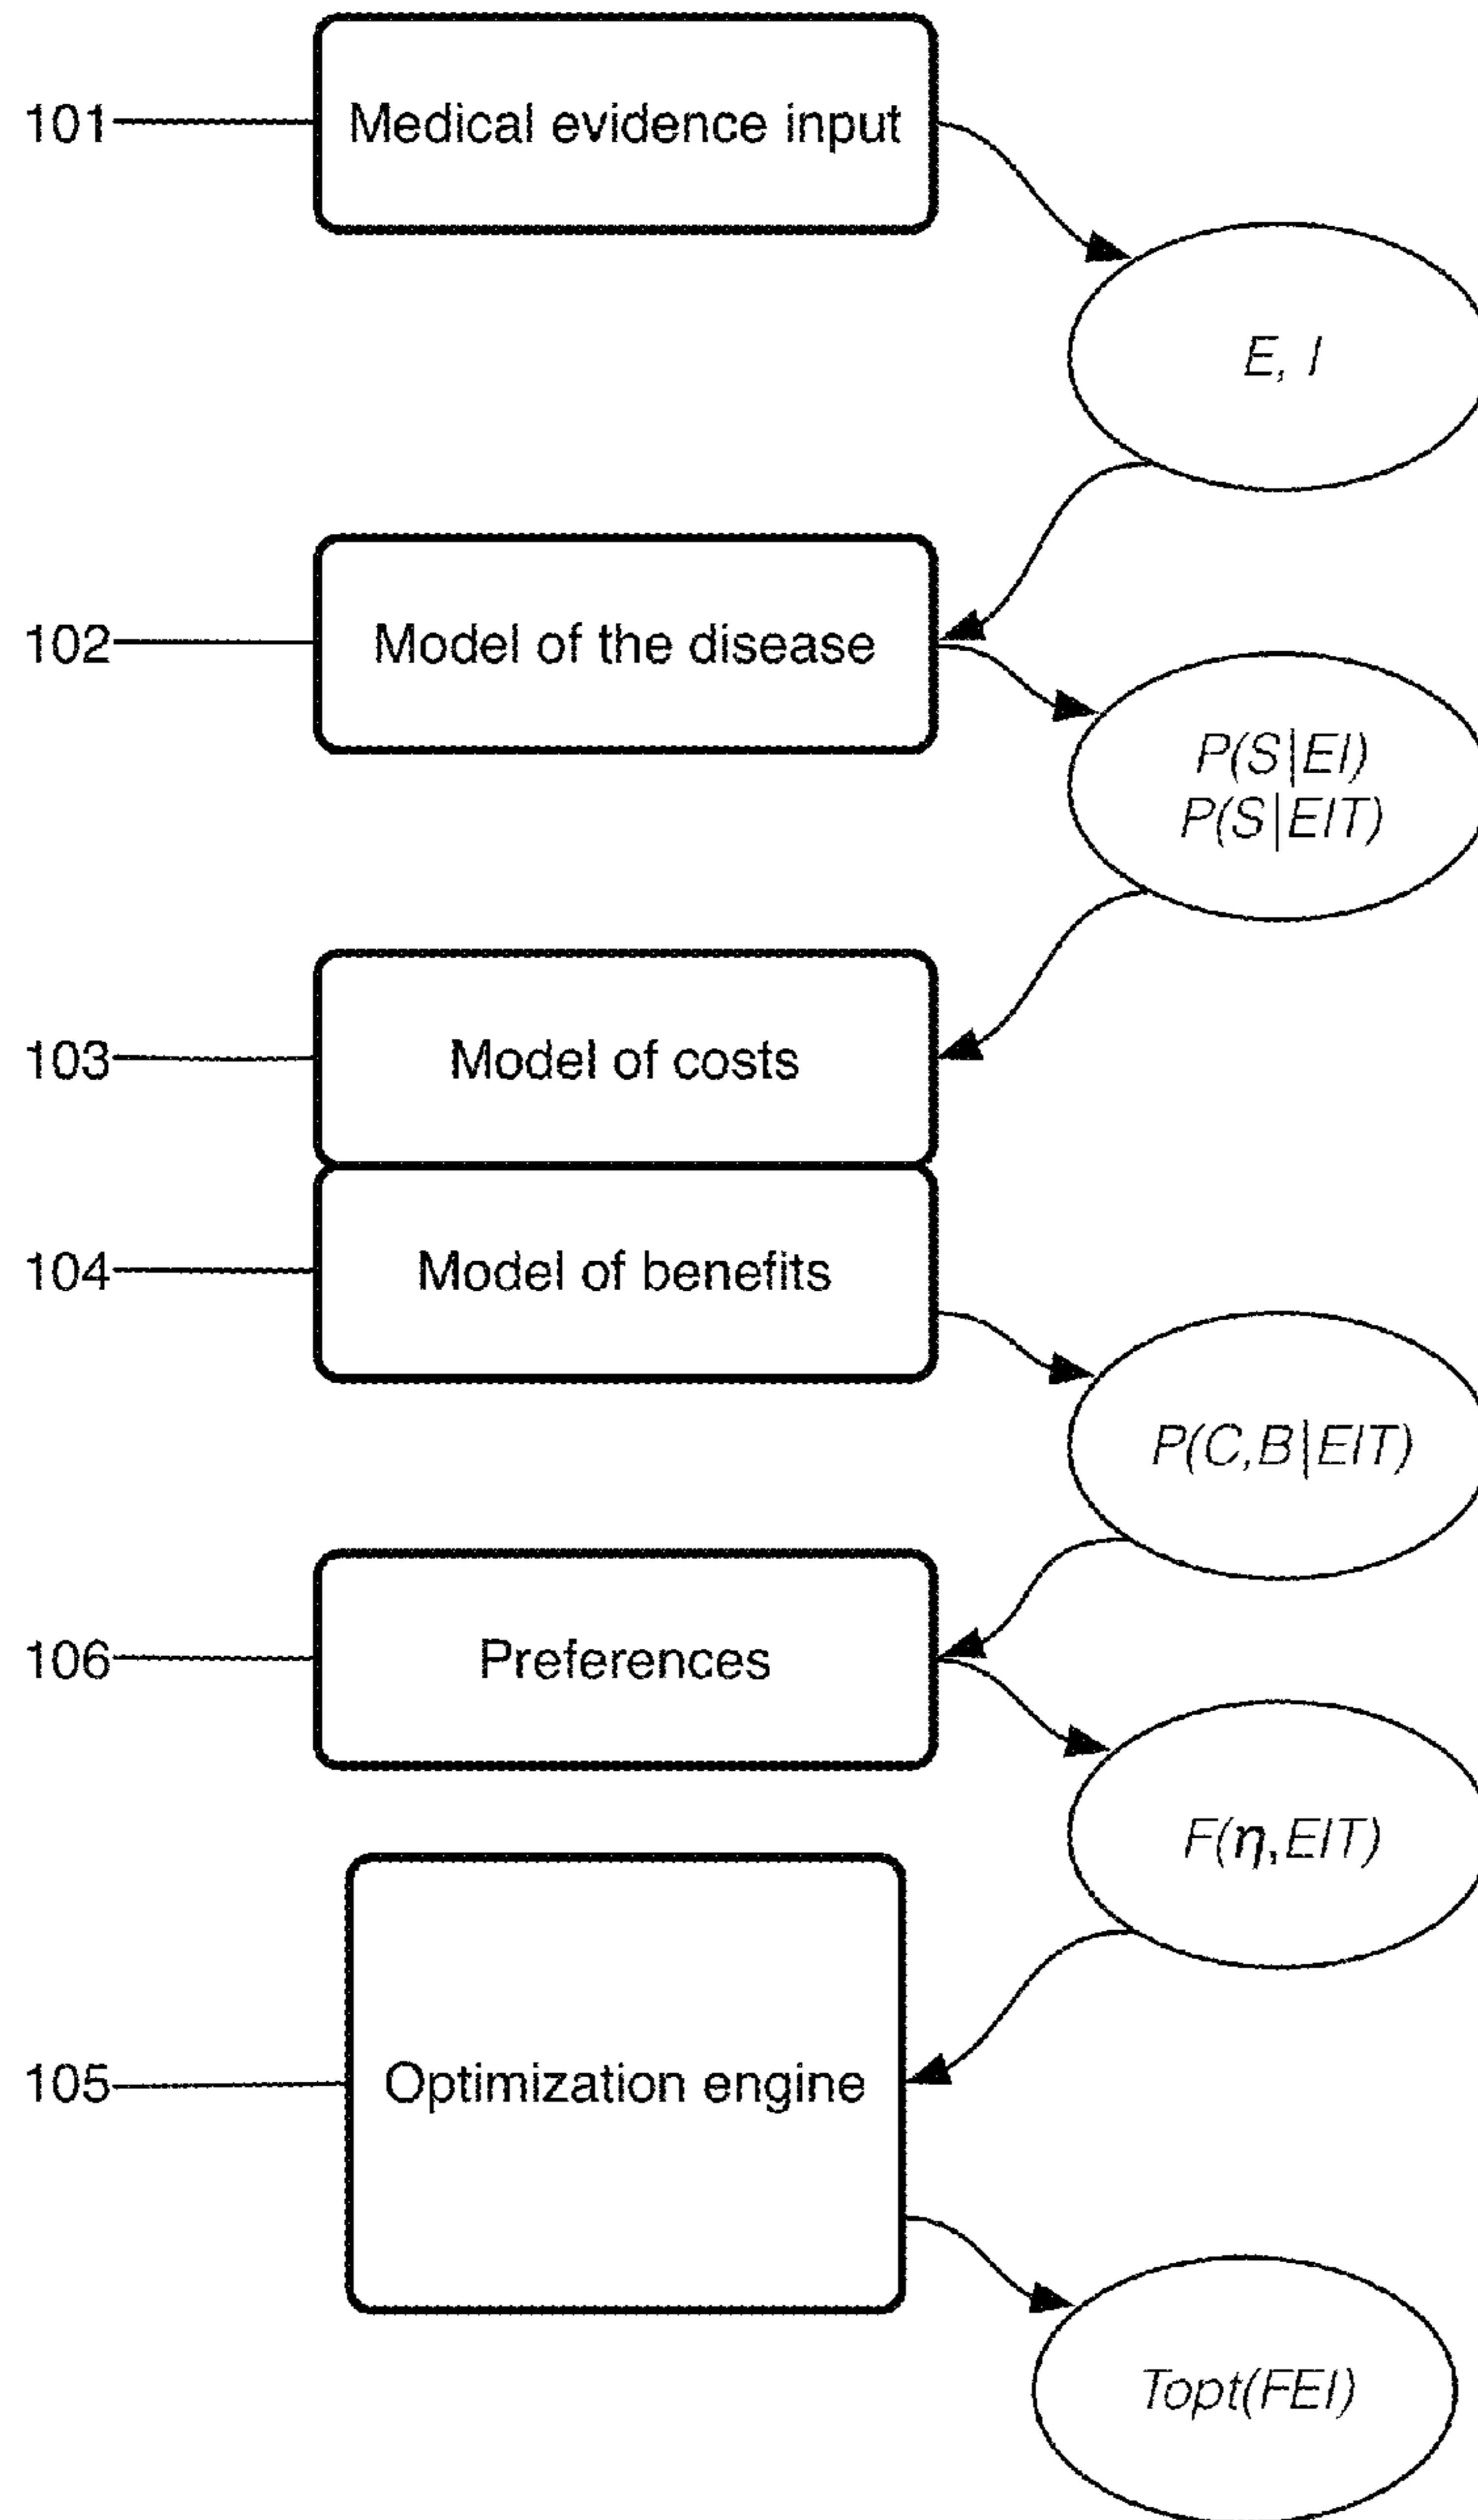 101
Medical evidence input
E, I
102
Model of the disease
P(S|EI)
P(S|EIT)
103
Model of costs
104
Model of benefits
P(C,B|EIT)
106
Preferences
F(η,EIT)
105
Optimization engine
Topt(FEI)